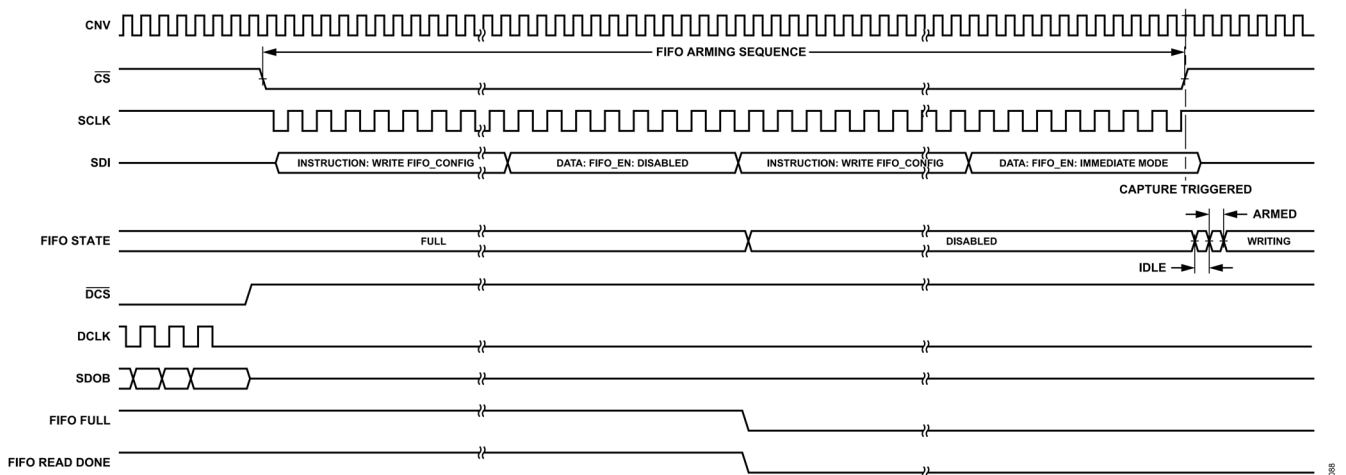 CNV
FIFO ARMING SEQUENCE
CS
SCLK
SDI
INSTRUCTION: WRITE FIFO_CONFIG
DATA: FIFO_EN: DISABLED
INSTRUCTION: WRITE FIFO_CONFIG
DATA: FIFO_EN: IMMEDIATE MODE
CAPTURE TRIGGERED
ARMED
FIFO STATE
FULL
DISABLED
WRITING
IDLE
DCS
DCLK
SDOB
FIFO FULL
FIFO READ DONE
088